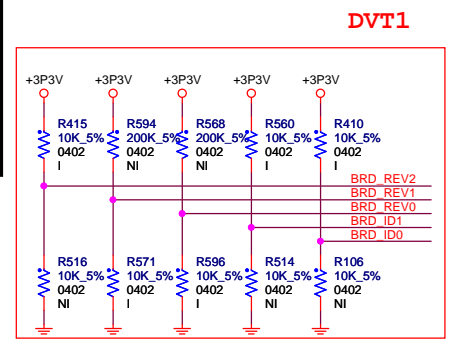 DVT1
+3P3V +3P3V +3P3V +3P3V +3P3V
R415 R594 R568 R560 R410
10K_5% 200K_5% 200K_5% 10K_5% 10K_5%
0402 0402 0402 0402 0402
I NI NI I I
BRD_REV2
BRD_REV1
BRD_REV0
BRD_ID1
BRD_ID0
R516 R571 R596 R514 R106
10K_5% 10K_5% 10K_5% 10K_5% 10K_5%
0402 0402 0402 0402 0402
NI I I NI NI